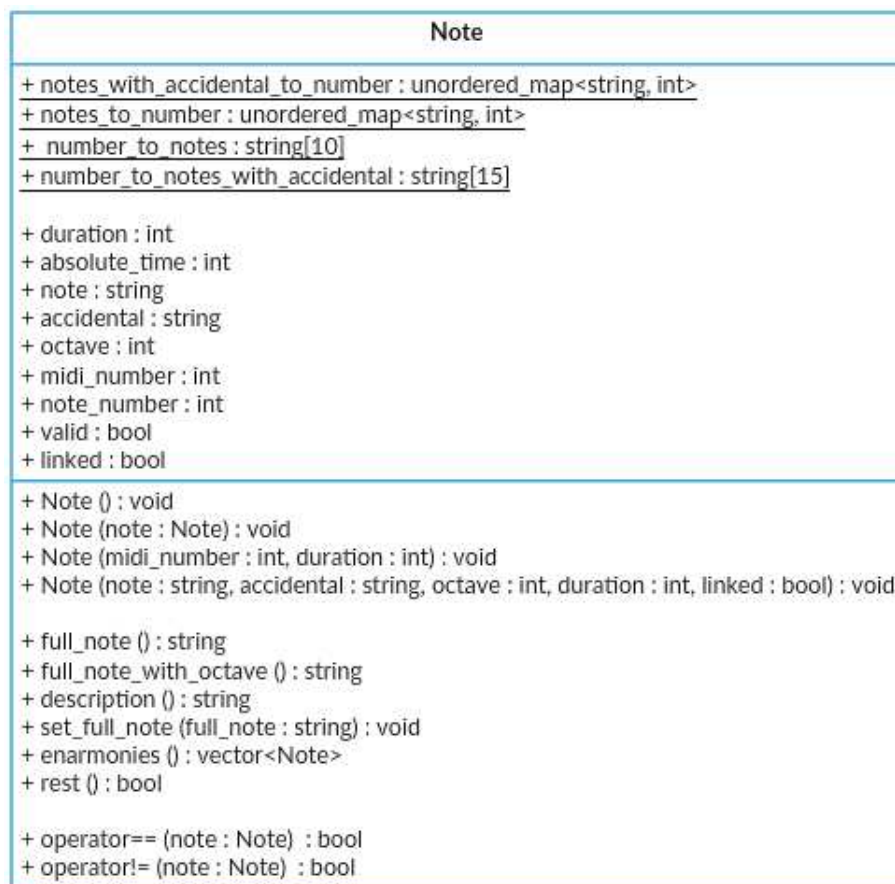 Note
+ notes_with_accidental_to_number : unordered_map<string, int>
+ notes_to_number : unordered_map<string, int>
+ number_to_notes : string[10]
+ number_to_notes_with_accidental : string[15]
+ duration : int
+ absolute_time : int
+ note : string
+ accidental : string
+ octave : int
+ midi_number : int
+ note_number : int
+ valid : bool
+ linked : bool
+ Note () : void
+ Note (note : Note) : void
+ Note (midi_number : int, duration : int) : void
+ Note (note : string, accidental : string, octave : int, duration : int, linked : bool) : void
+ full_note () : string
+ full_note_with_octave () : string
+ description () : string
+ set_full_note (full_note : string) : void
+ enarmonies () : vector<Note>
+ rest () : bool
+ operator== (note : Note) : bool
+ operator!= (note : Note) : bool